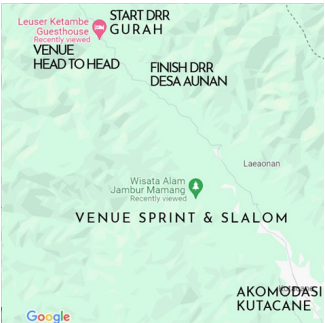 START DRR
GURAH
Leuser Ketambe
Guesthouse
Recently viewed
VENUE
HEAD TO HEAD
FINISH DRR
DESA AUNAN
Laeaonan
Wisata Alam
Jambur Mamang
Recently viewed
VENUE SPRINT & SLALOM
AKOMODASI
KUTACANE
Google